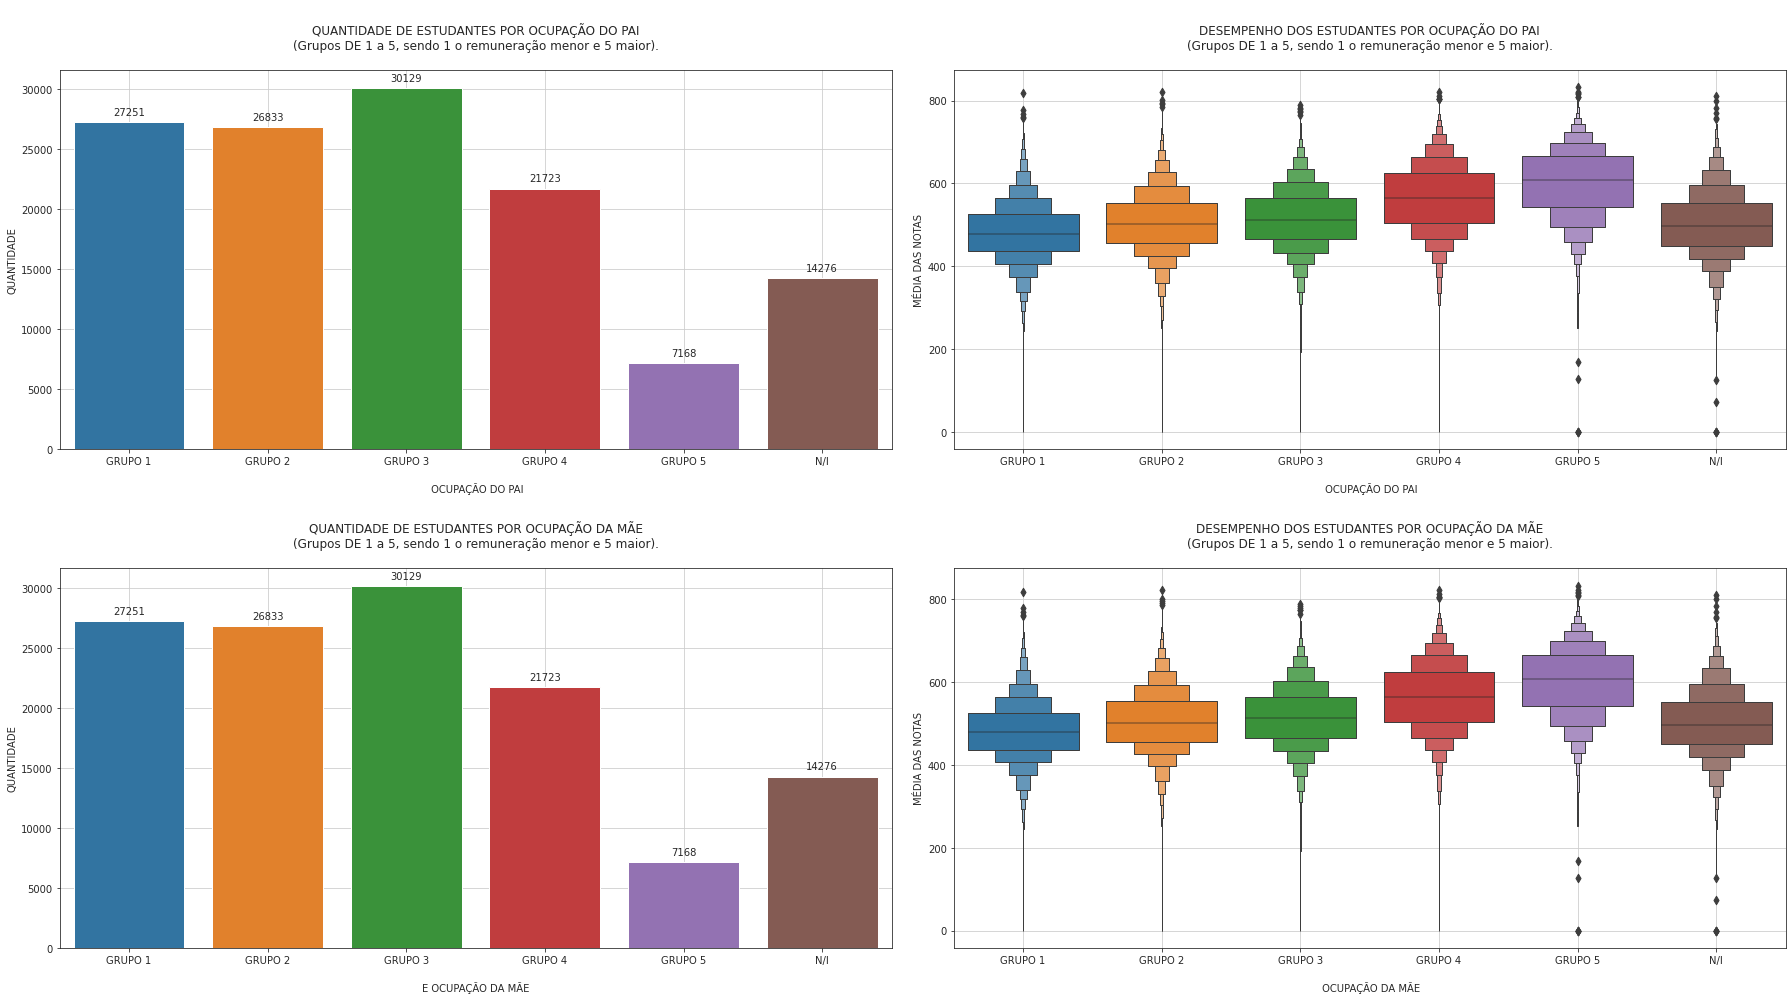 QUANTIDADE DE ESTUDANTES POR OCUPAÇÃO DO PAI
(Grupos DE 1 a 5, sendo 1 o remuneração menor e 5 maior).
30000
25000
20000
15000
10000
5000
0
QUANTIDADE
27251
26833
30129
21723
7168
14276
GRUPO 1
GRUPO 2
GRUPO 3
GRUPO 4
GRUPO 5
N/I
OCUPAÇÃO DO PAI
DESEMPENHO DOS ESTUDANTES POR OCUPAÇÃO DO PAI
(Grupos DE 1 a 5, sendo 1 o remuneração menor e 5 maior).
800
600
400
200
0
MÉDIA DAS NOTAS
GRUPO 1
GRUPO 2
GRUPO 3
GRUPO 4
GRUPO 5
N/I
OCUPAÇÃO DO PAI
QUANTIDADE DE ESTUDANTES POR OCUPAÇÃO DA MÃE
(Grupos DE 1 a 5, sendo 1 o remuneração menor e 5 maior).
30000
25000
20000
15000
10000
5000
0
QUANTIDADE
27251
26833
30129
21723
7168
14276
GRUPO 1
GRUPO 2
GRUPO 3
GRUPO 4
GRUPO 5
N/I
E OCUPAÇÃO DA MÃE
DESEMPENHO DOS ESTUDANTES POR OCUPAÇÃO DA MÃE
(Grupos DE 1 a 5, sendo 1 o remuneração menor e 5 maior).
800
600
400
200
0
MÉDIA DAS NOTAS
GRUPO 1
GRUPO 2
GRUPO 3
GRUPO 4
GRUPO 5
N/I
OCUPAÇÃO DA MÃE